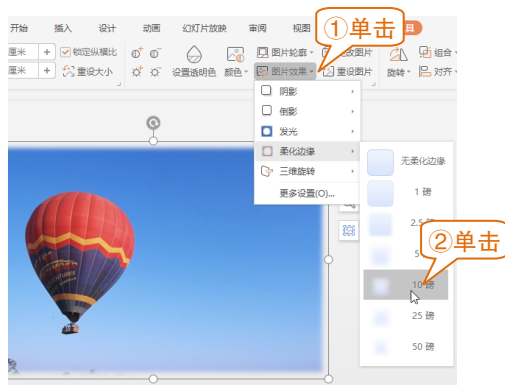 开始 插入 设计 动画 幻灯片放映 审阅 视图
①单击
厘米 + 锁定纵横比 图片轮廓 组合
厘米 + 重设大小 设置透明色 颜色 图片效果 重设图片 旋转 对齐
阴影
倒影
发光
柔化边缘
三维旋转
更多设置(O)...
无柔化边缘
1 磅
2.5
②单击
5
10 磅
25 磅
50 磅